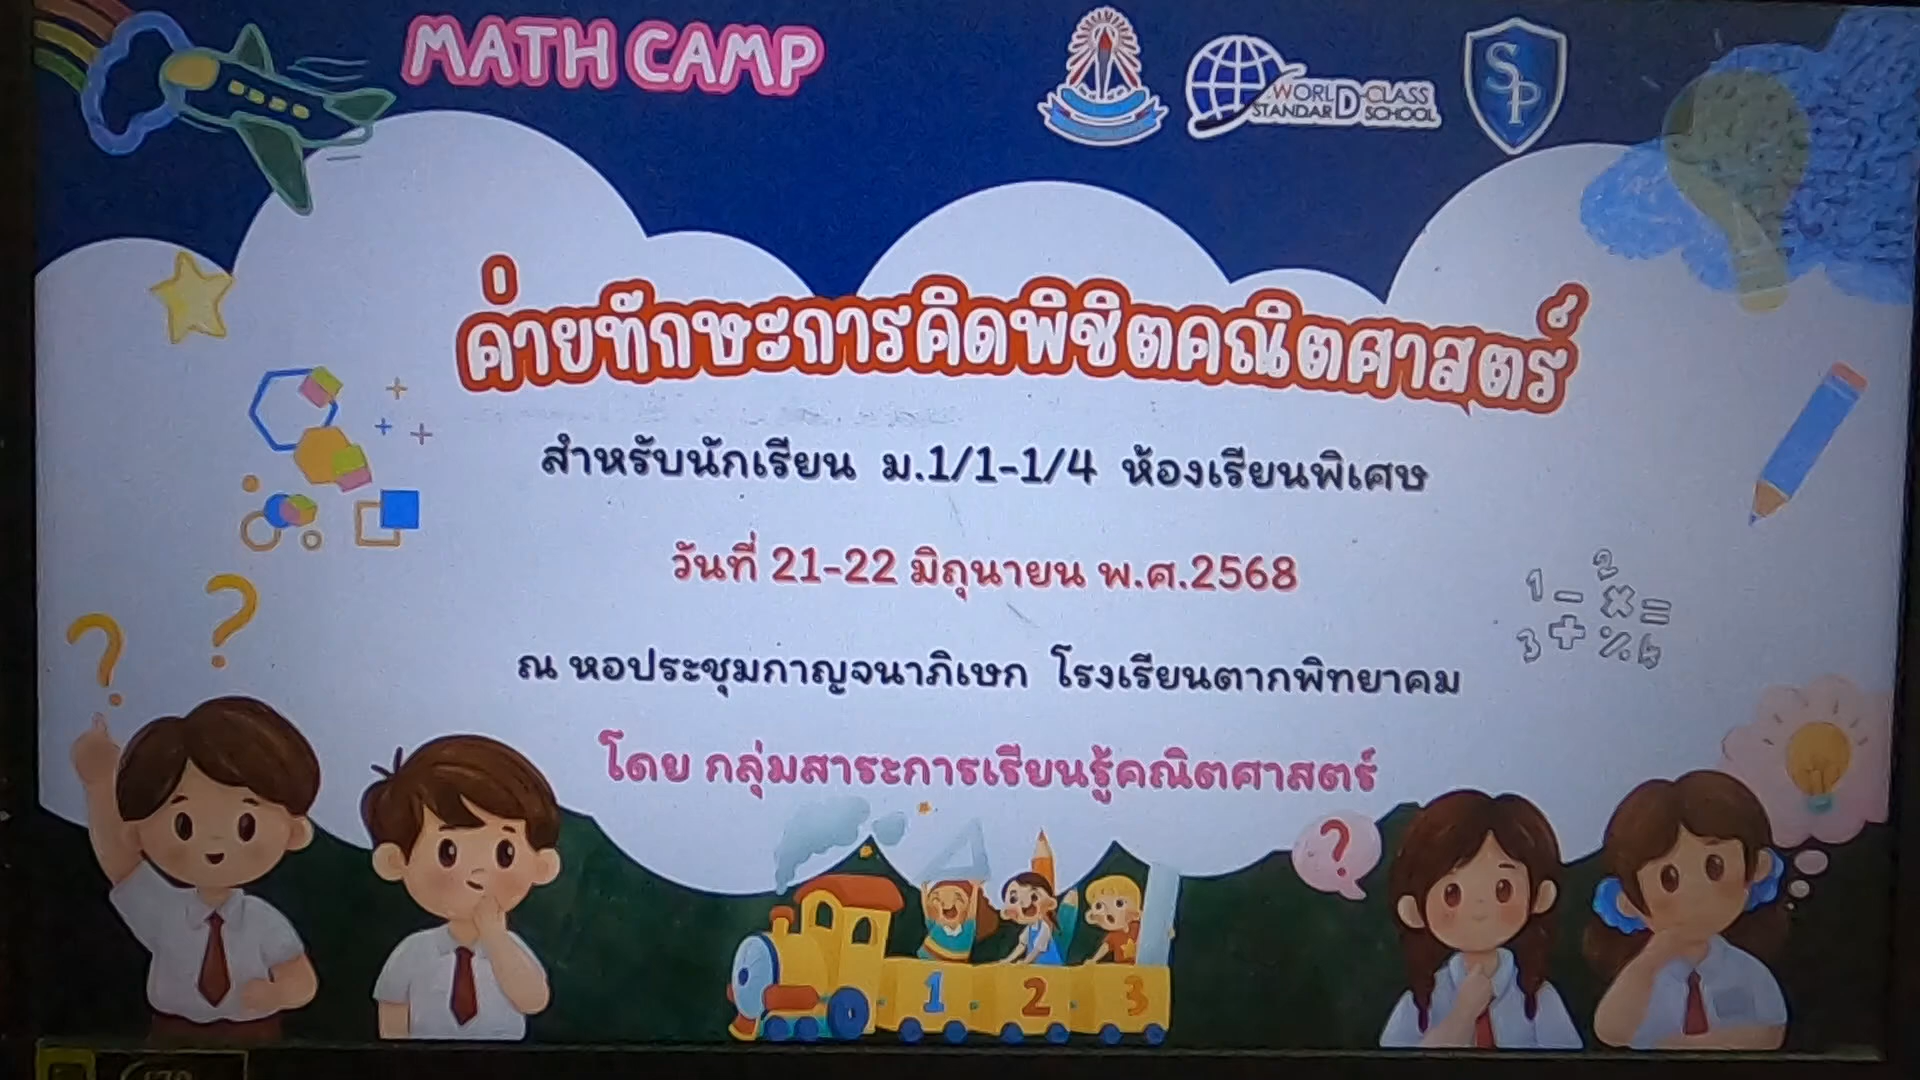 MATH CAMP
WORLD-CLASS
STANDARD SCHOOL
SP
ค่ายทักษะการคิดพิชิตคณิตศาสตร์
สำหรับนักเรียน ม.1/1-1/4 ห้องเรียนพิเศษ
วันที่ 21-22 มิถุนายน พ.ศ.2568
1 - 2 × =
3 + % 4
ณ หอประชุมกาญจนาภิเษก โรงเรียนตากพิทยาคม
โดย กลุ่มสาระการเรียนรู้คณิตศาสตร์
? ?
?
1 2 3